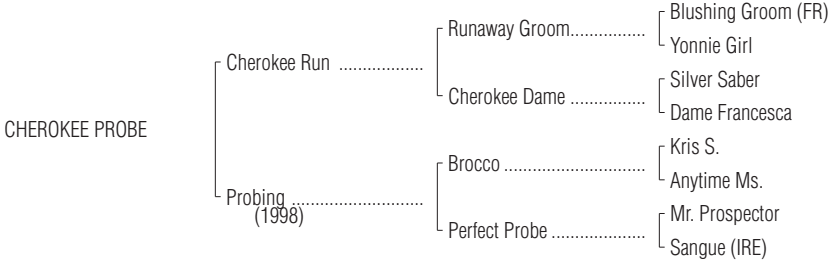 Blushing Groom (FR)
Runaway Groom................
Yonnie Girl
Cherokee Run ..................
Silver Saber
Cherokee Dame ................
Dame Francesca
CHEROKEE PROBE
Kris S.
Brocco ..............................
Anytime Ms.
Probing ............................
(1998)
Mr. Prospector
Perfect Probe ....................
Sangue (IRE)